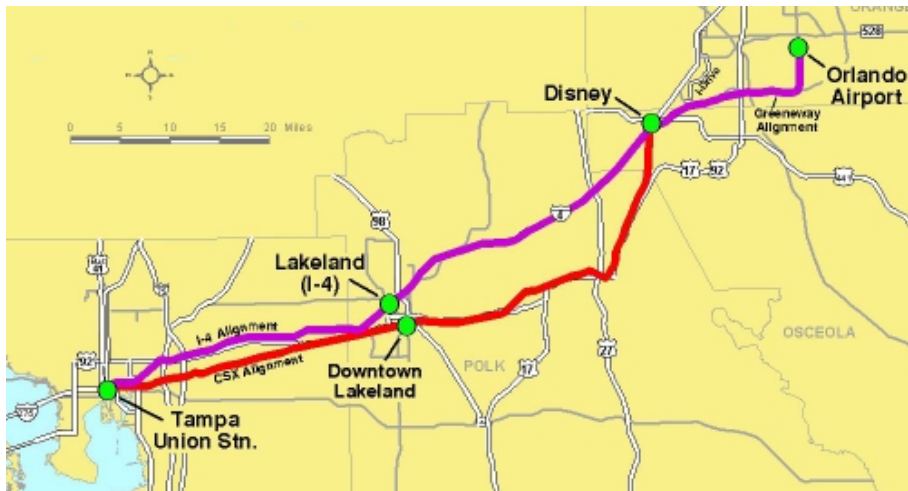 ORANGE
528
Orlando
Airport
I-Drive
Disney
Greeneway
Alignment
0 5 10 15 20 Miles
17
92
441
4
98
Lakeland
(I-4)
41
I-4 Alignment
OSCEOLA
CSX Alignment
92
Downtown
Lakeland
POLK
17
27
275
Tampa
Union Stn.